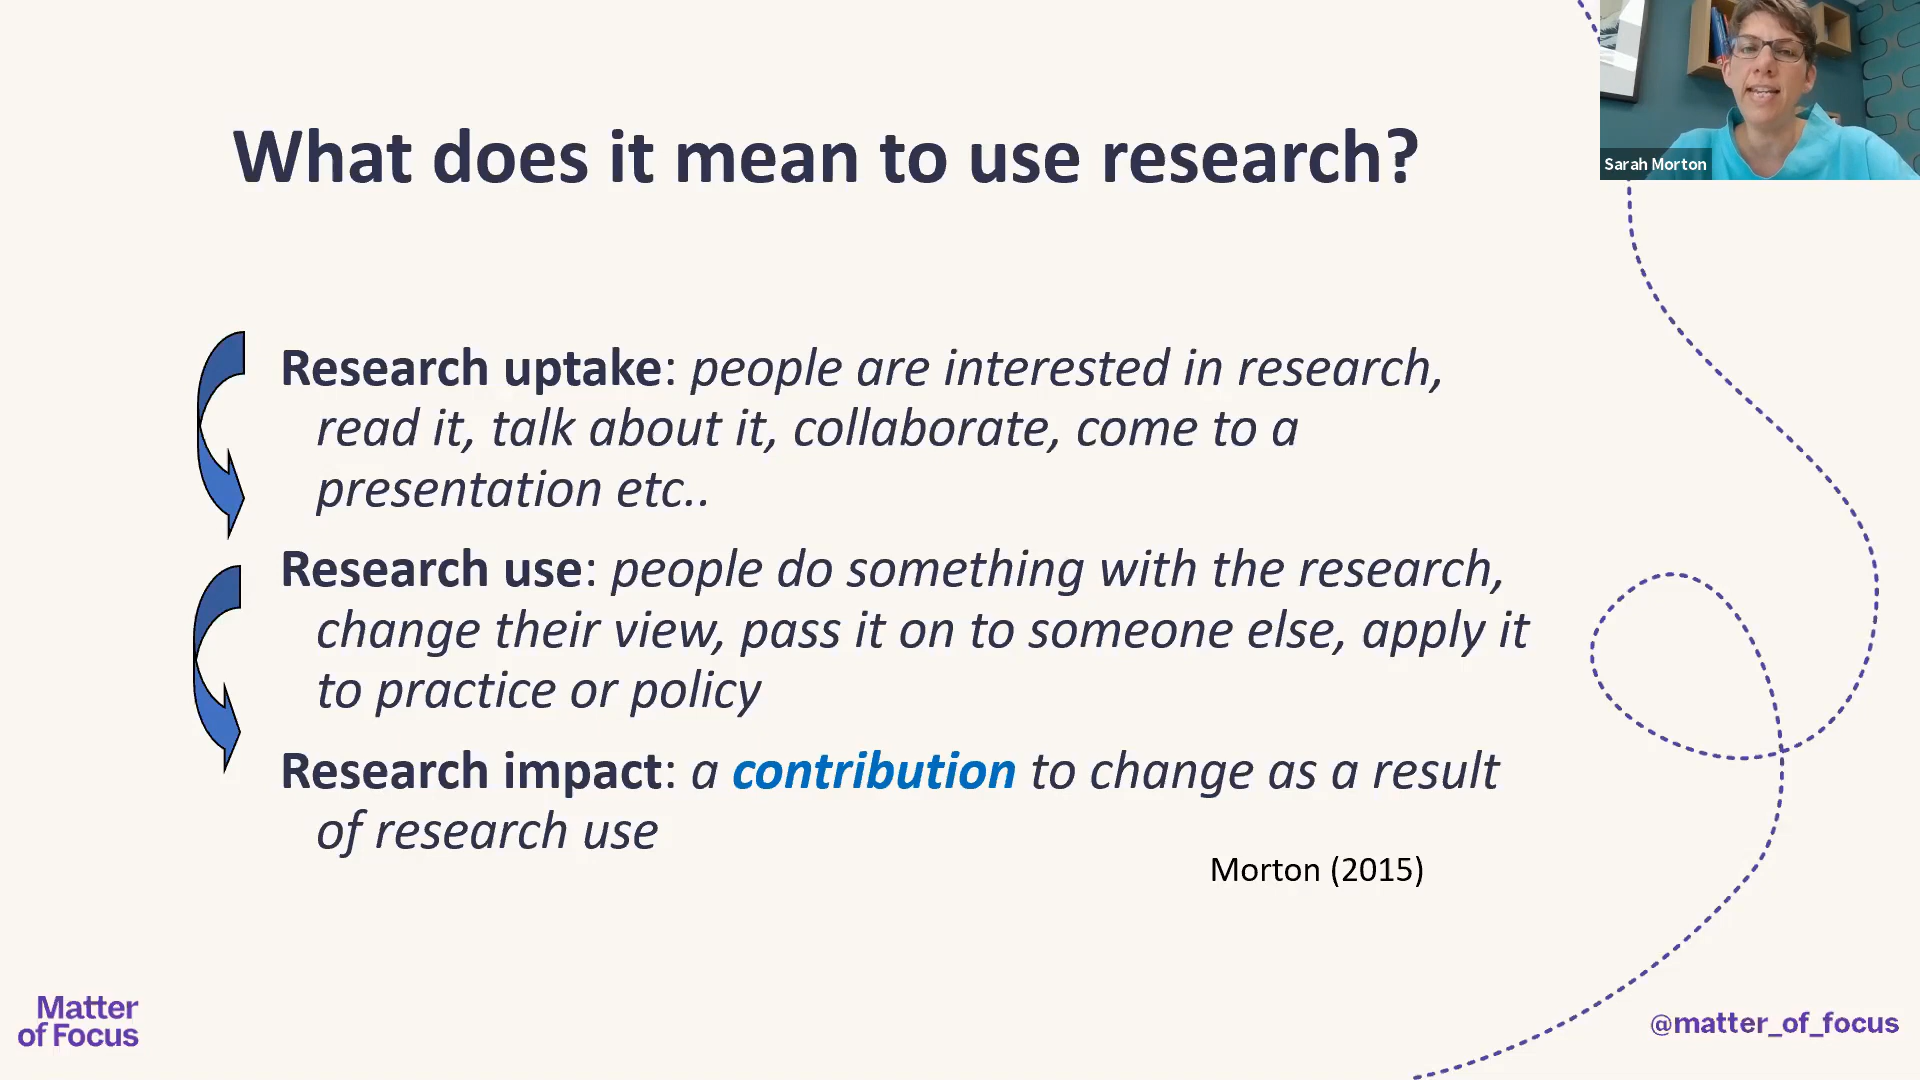 What does it mean to use research?
Sarah Morton
Research uptake: people are interested in research,
read it, talk about it, collaborate, come to a
presentation etc..
Research use: people do something with the research,
change their view, pass it on to someone else, apply it
to practice or policy
Research impact: a contribution to change as a result
of research use
Morton (2015)
Matter
of Focus
@matter_of_focus